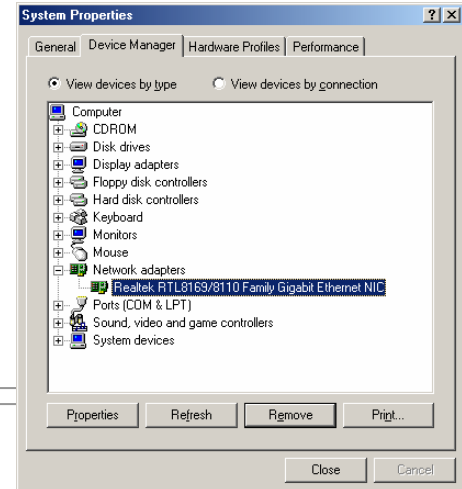 System Properties
General Device Manager Hardware Profiles Performance
View devices by type View devices by connection
Computer
CDROM
Disk drives
Display adapters
Floppy disk controllers
Hard disk controllers
Keyboard
Monitors
Mouse
Network adapters
Realtek RTL8169/8110 Family Gigabit Ethernet NIC
Ports (COM & LPT)
Sound, video and game controllers
System devices
Properties Refresh Remove Print...
Close Cancel